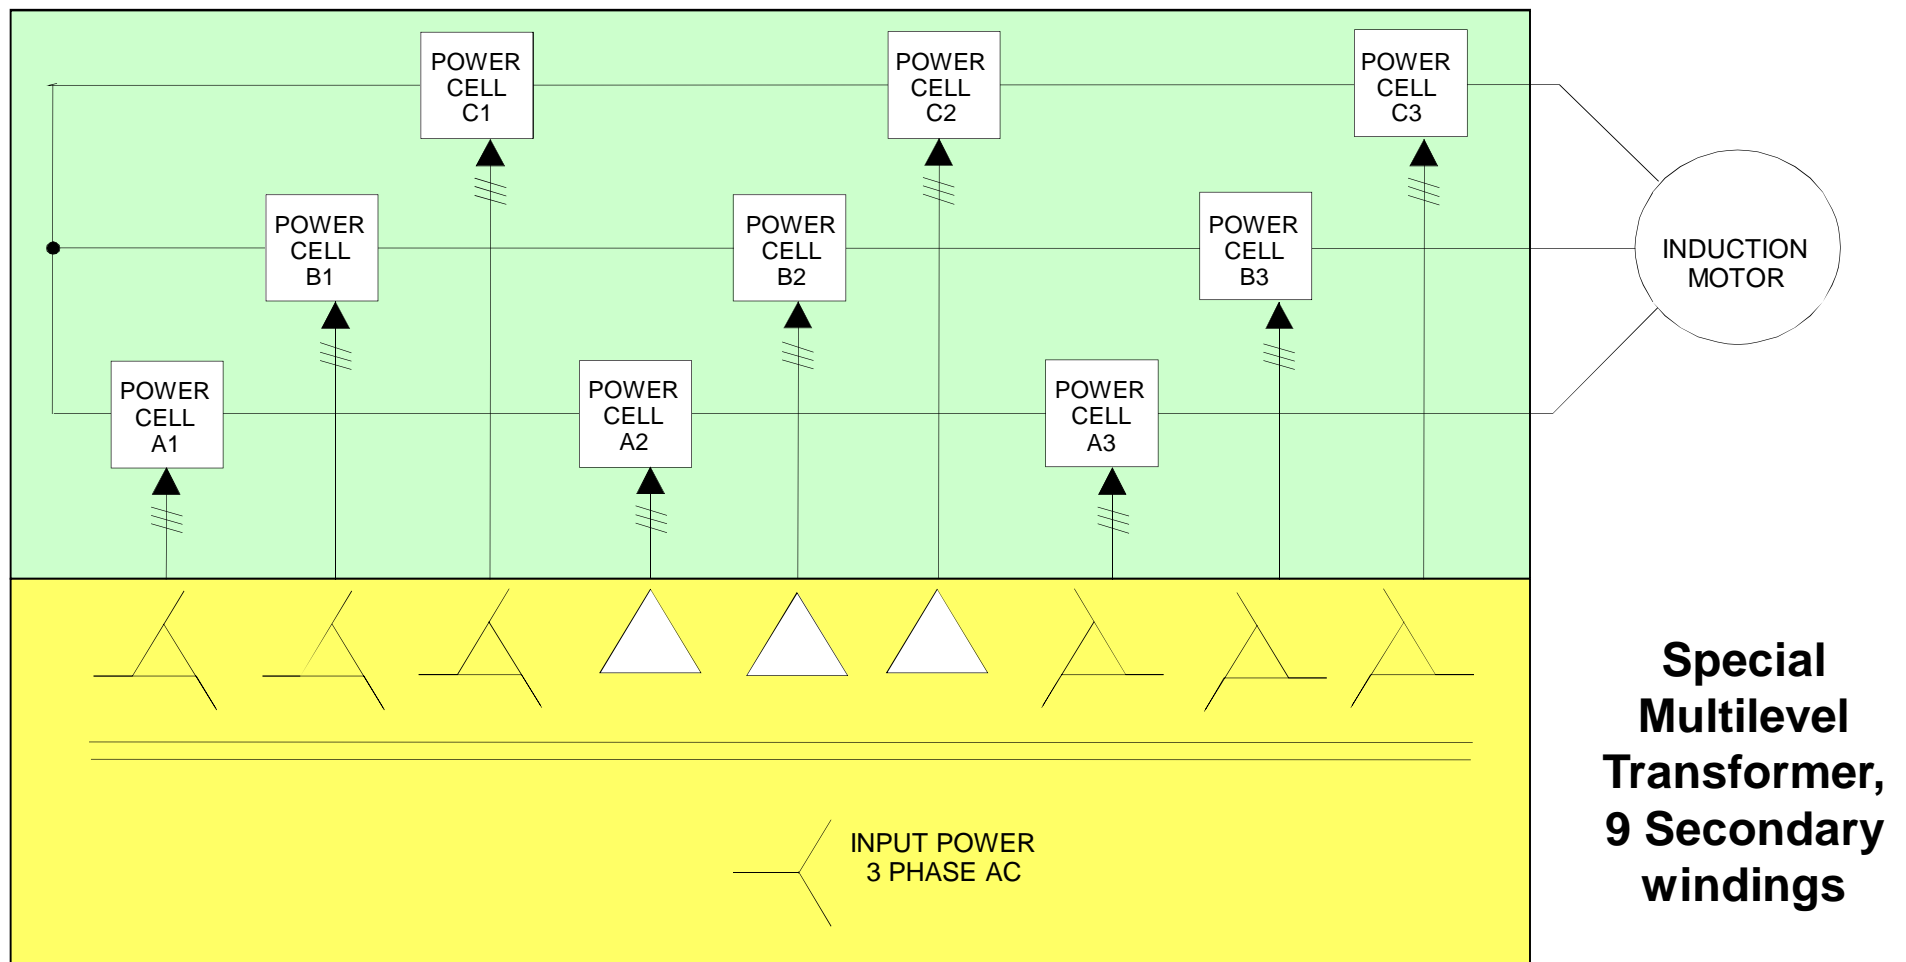 POWER
CELL
C1
POWER
CELL
C2
POWER
CELL
C3
POWER
CELL
B1
POWER
CELL
B2
POWER
CELL
B3
INDUCTION
MOTOR
POWER
CELL
A1
POWER
CELL
A2
POWER
CELL
A3
Special
Multilevel
Transformer,
9 Secondary
windings
INPUT POWER
3 PHASE AC